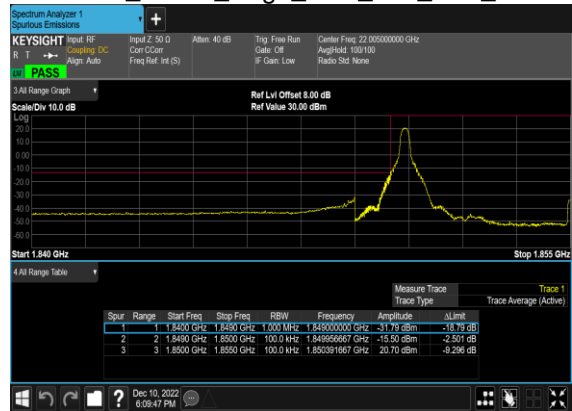 Spectrum Analyzer 1
Spurious Emissions
+
KEYSIGHT Input: RF Input Z: 50 Ω Atten: 40 dB Trig: Free Run Center Freq: 22.005000000 GHz
R T Coupling: DC Corr CCorr Gate: Off Avg|Hold: 100/100
Align: Auto Freq Ref: Int (S) IF Gain: Low Radio Std: None
PASS
3 All Range Graph Ref Lvl Offset 8.00 dB
Scale/Div 10.0 dB Ref Value 30.00 dBm
Log
20.0
10.0
0.00
-10.0
-20.0
-30.0
-40.0
-50.0
-60.0
Start 1.840 GHz Stop 1.855 GHz
4 All Range Table
Measure Trace Trace 1
Trace Type Trace Average (Active)
Spur Range Start Freq Stop Freq RBW Frequency Amplitude ΔLimit
1 1 1.8400 GHz 1.8490 GHz 1.000 MHz 1.849000000 GHz -31.79 dBm -18.79 dB
2 2 1.8490 GHz 1.8500 GHz 100.0 kHz 1.849956667 GHz -15.50 dBm -2.501 dB
3 3 1.8500 GHz 1.8550 GHz 100.0 kHz 1.850391667 GHz 20.70 dBm -9.296 dB
? Dec 10, 2022
6:09:47 PM